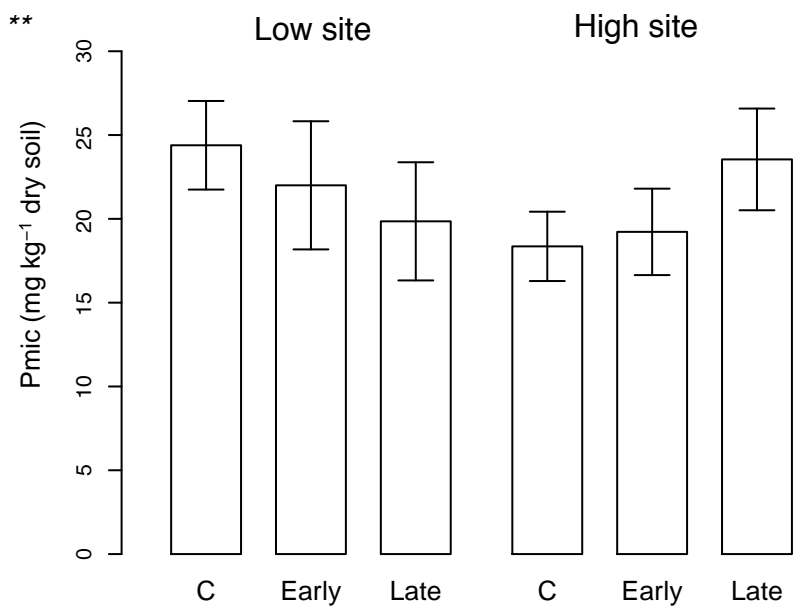 **
Low site
High site
Pmic (mg kg⁻¹ dry soil)
30
25
20
15
10
5
0
C Early Late C Early Late